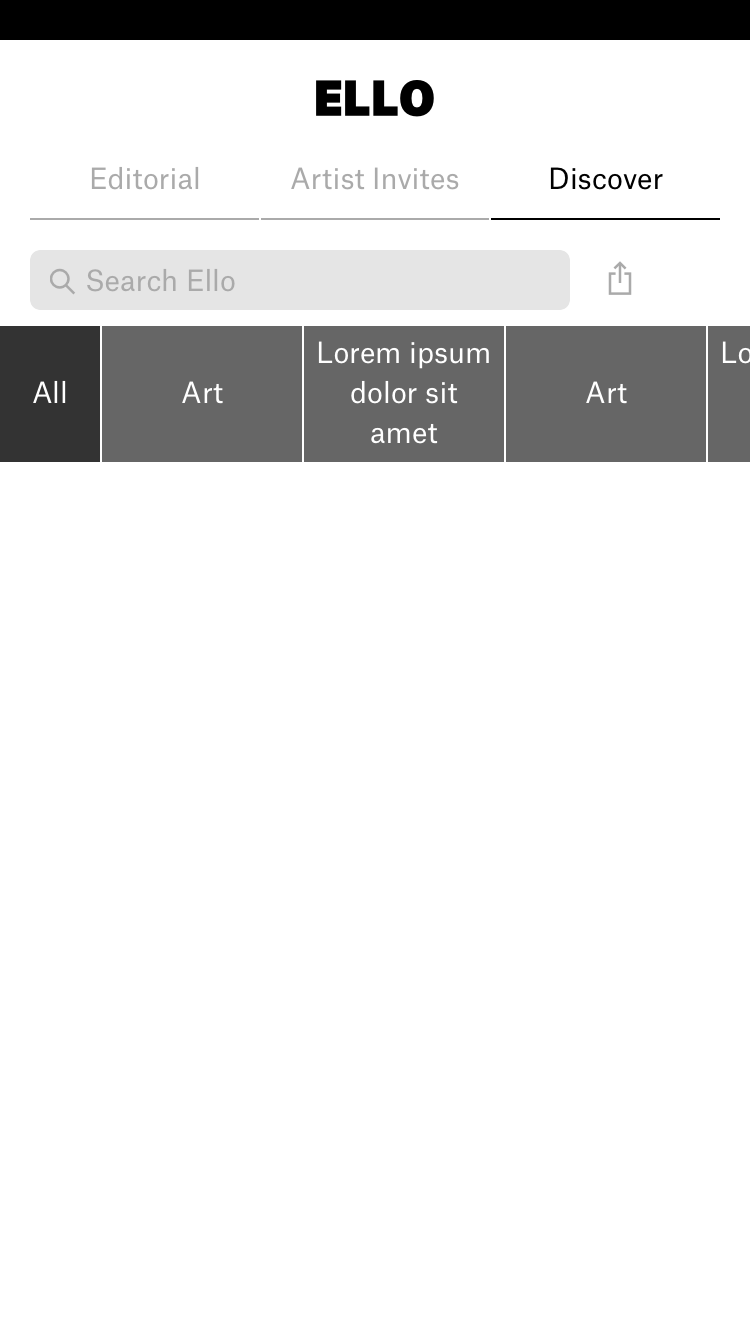 ELLO
Editorial
Artist Invites
Discover
Search Ello
All
Art
Lorem ipsum
dolor sit
amet
Art
Lo